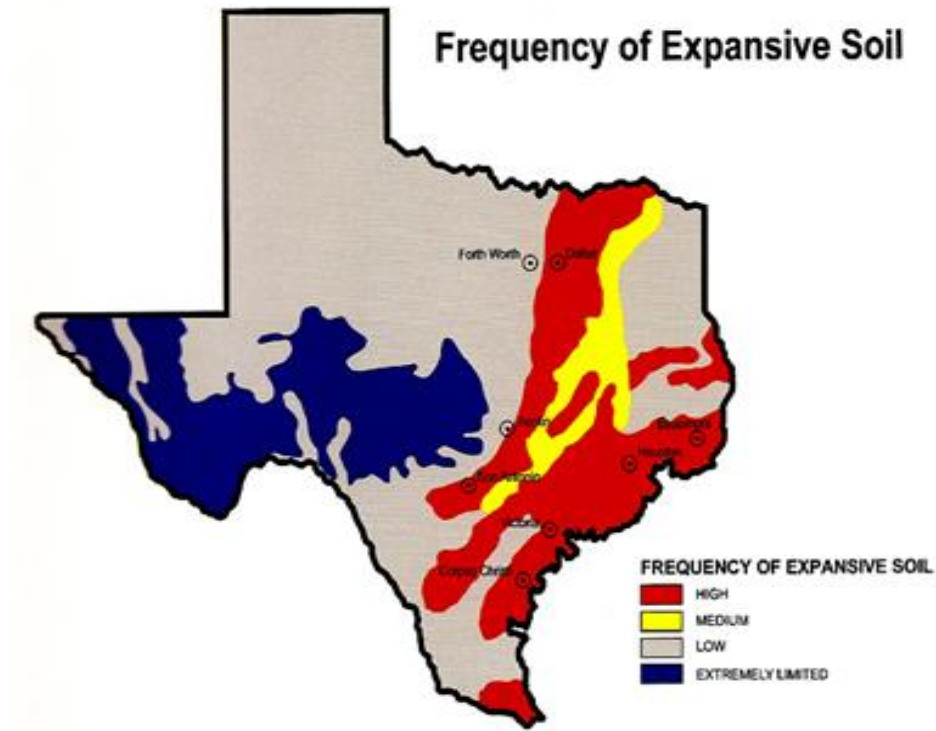 Frequency of Expansive Soil
Forth Worth
Dallas
Austin
Beaumont
Houston
San Antonio
Victoria
Corpus Christi
FREQUENCY OF EXPANSIVE SOIL
HIGH
MEDIUM
LOW
EXTREMELY LIMITED